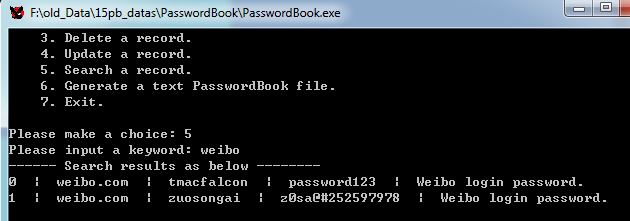 F:\old_Data\15pb_datas\PasswordBook\PasswordBook.exe
3. Delete a record.
4. Update a record.
5. Search a record.
6. Generate a text PasswordBook file.
7. Exit.
Please make a choice: 5
Please input a keyword: weibo
------ Search results as below --------
0 ¦ weibo.com ¦ tmacfalcon ¦ password123 ¦ Weibo login password.
1 ¦ weibo.com ¦ zuosongai ¦ z0sa@#252597978 ¦ Weibo login password.